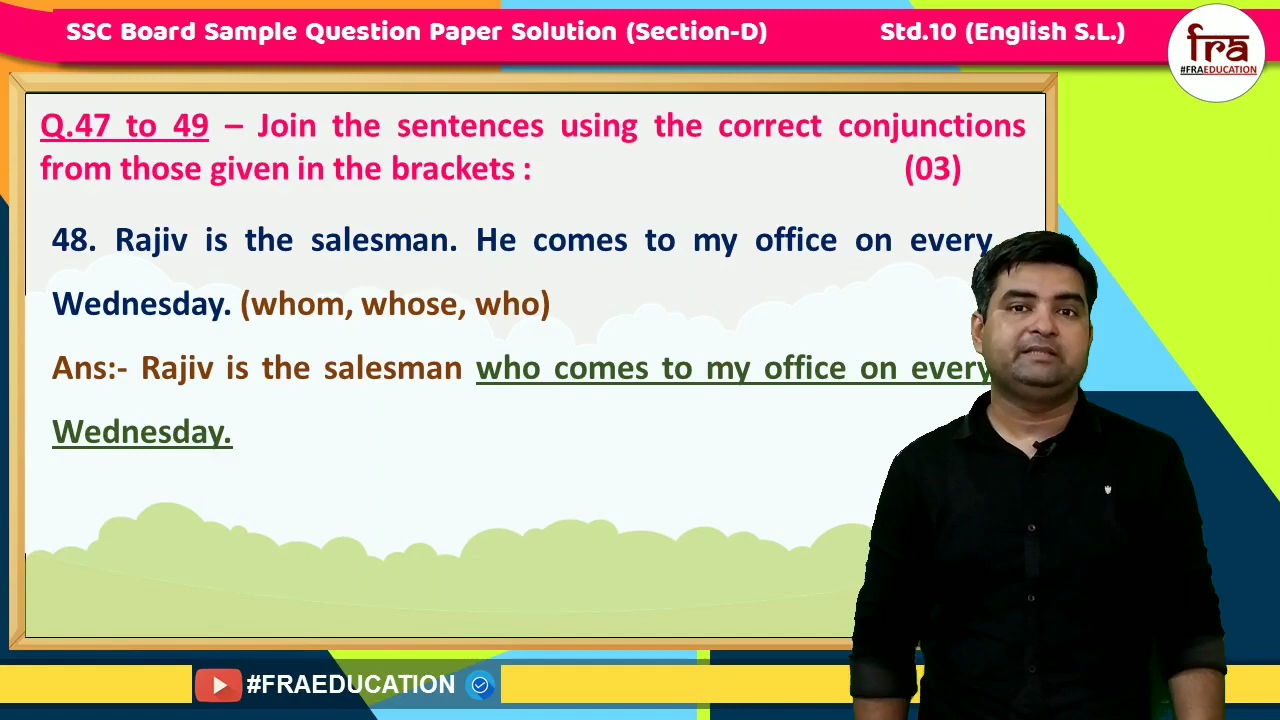 SSC Board Sample Question Paper Solution (Section-D) Std.10 (English S.L.)
fra
#FRAEDUCATION
Q.47 to 49 – Join the sentences using the correct conjunctions
from those given in the brackets : (03)
48. Rajiv is the salesman. He comes to my office on every
Wednesday. (whom, whose, who)
Ans:- Rajiv is the salesman who comes to my office on every
Wednesday.
#FRAEDUCATION